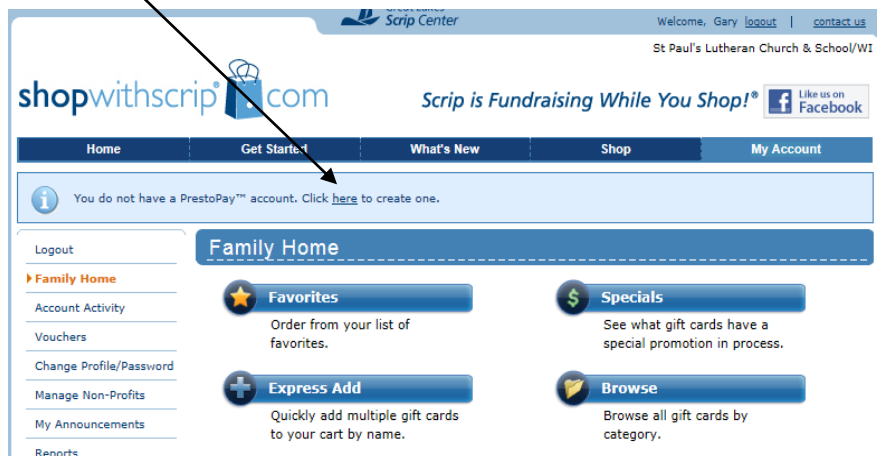 Great Lakes
Scrip Center
Welcome, Gary logout | contact us
St Paul's Lutheran Church & School/WI
shopwithscrip® com
Scrip is Fundraising While You Shop!®
Like us on
Facebook
Home Get Started What's New Shop My Account
You do not have a PrestoPay™ account. Click here to create one.
Logout
Family Home
Account Activity
Vouchers
Change Profile/Password
Manage Non-Profits
My Announcements
Reports
Family Home
Favorites
Order from your list of
favorites.
Specials
See what gift cards have a
special promotion in process.
Express Add
Quickly add multiple gift cards
to your cart by name.
Browse
Browse all gift cards by
category.